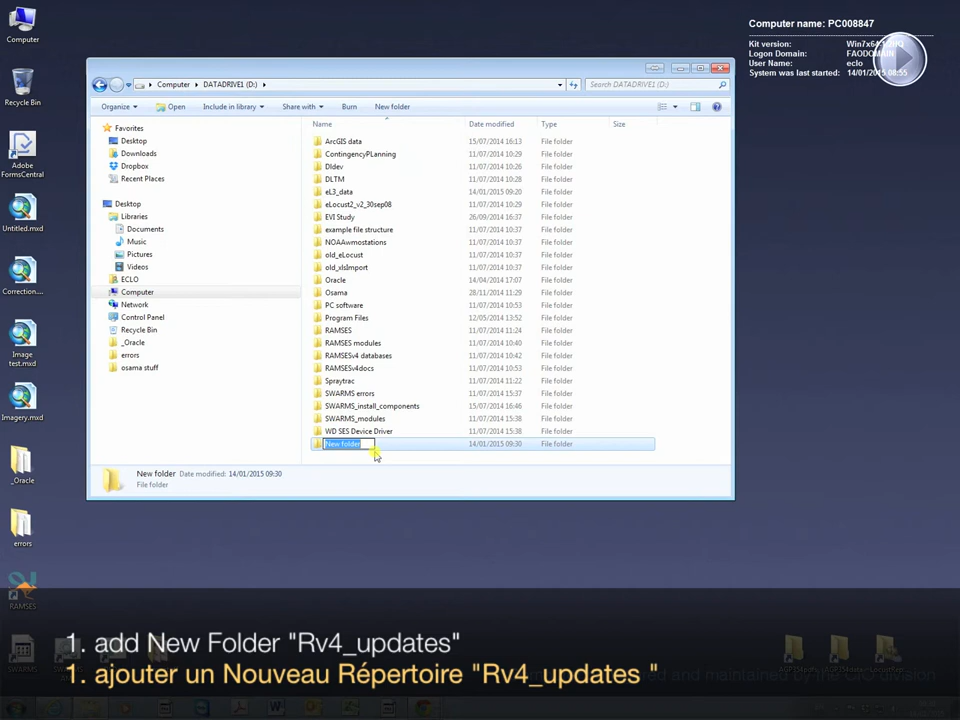 Computer name: PC008847
Kit version:
Logon Domain: FAODOMAIN
User Name: eclo
System was last started: 14/01/2015 08:55
Computer
Recycle Bin
Adobe FormsCentral
Untitled.mxd
Correction....
Image test.mxd
Imagery.mxd
_Oracle
errors
RAMSES
Computer DATADRIVE1 (D:)
Search DATADRIVE1 (D:)
Organize Open Include in library Share with Burn New folder
Name Date modified Type Size
Favorites
Desktop
Downloads
Dropbox
Recent Places
Desktop
Libraries
Documents
Music
Pictures
Videos
ECLO
Computer
Network
Control Panel
Recycle Bin
_Oracle
errors
osama stuff
ArcGIS data 15/07/2014 16:13 File folder
ContingencyPLanning 11/07/2014 10:29 File folder
DIdev 11/07/2014 10:26 File folder
DLTM 11/07/2014 10:28 File folder
eL3_data 14/01/2015 09:20 File folder
eLocust2_v2_30sep08 11/07/2014 10:29 File folder
EVI Study 26/09/2014 16:37 File folder
example file structure 11/07/2014 10:29 File folder
NOAAwmostations 11/07/2014 10:37 File folder
old_eLocust 11/07/2014 10:37 File folder
old_xlsImport 11/07/2014 10:37 File folder
Oracle 14/04/2014 17:07 File folder
Osama 28/11/2014 11:29 File folder
PC software 11/07/2014 10:53 File folder
Program Files 12/05/2014 13:52 File folder
RAMSES 11/07/2014 11:24 File folder
RAMSES modules 11/07/2014 10:40 File folder
RAMSESv4 databases 11/07/2014 10:42 File folder
RAMSESv4docs 11/07/2014 10:53 File folder
Spraytrac 11/07/2014 11:22 File folder
SWARMS errors 11/07/2014 15:37 File folder
SWARMS_install_components 15/07/2014 16:46 File folder
SWARMS_modules 11/07/2014 15:38 File folder
WD SES Device Driver 11/07/2014 15:38 File folder
New folder 14/01/2015 09:30 File folder
New folder Date modified: 14/01/2015 09:30
File folder
1. add New Folder "Rv4_updates"
1. ajouter un Nouveau Répertoire "Rv4_updates "
and maintained by the CIO division
SWARMS